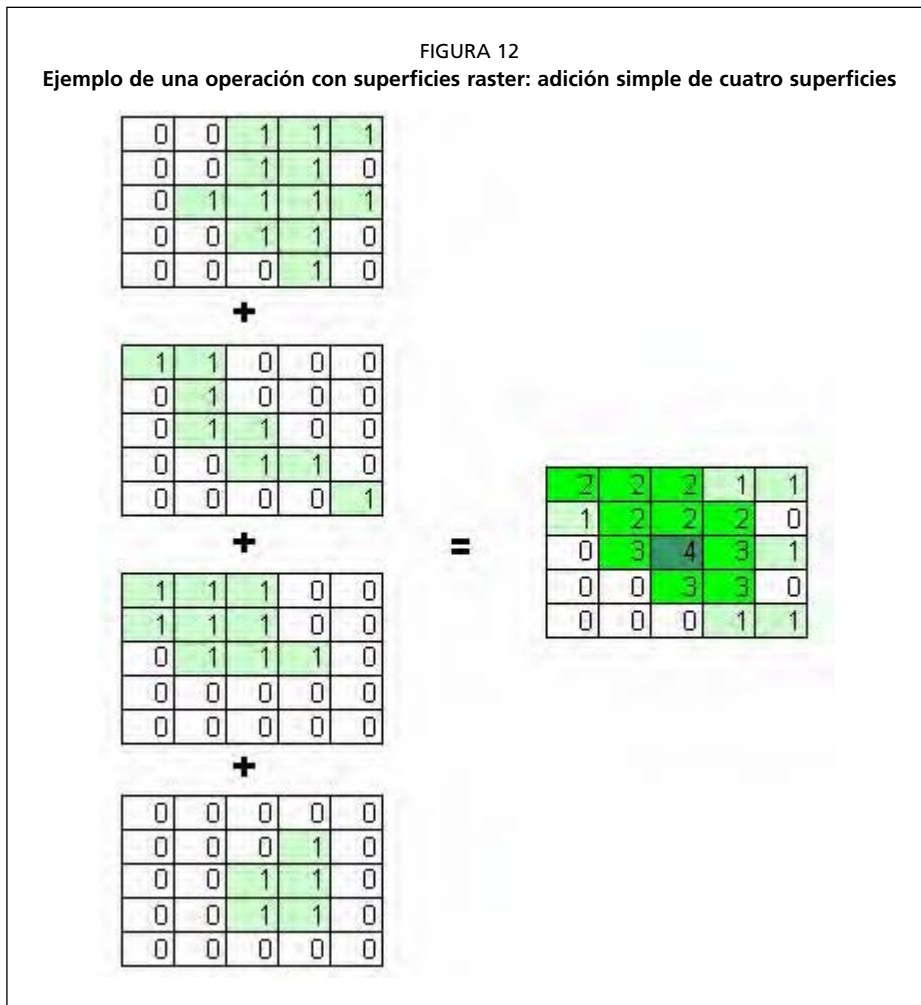 FIGURA 12
Ejemplo de una operación con superficies raster: adición simple de cuatro superficies
0 0 1 1 1
0 0 1 1 0
0 1 1 1 1
0 0 1 1 0
0 0 0 1 0
+
1 1 0 0 0
0 1 0 0 0
0 1 1 0 0
0 0 1 1 0
0 0 0 0 1
+
1 1 1 0 0
1 1 1 0 0
0 1 1 1 0
0 0 0 0 0
0 0 0 0 0
+
0 0 0 0 0
0 0 0 1 0
0 0 1 1 0
0 0 1 1 0
0 0 0 0 0
=
2 2 2 1 1
1 2 2 2 0
0 3 4 3 1
0 0 3 3 0
0 0 0 1 1